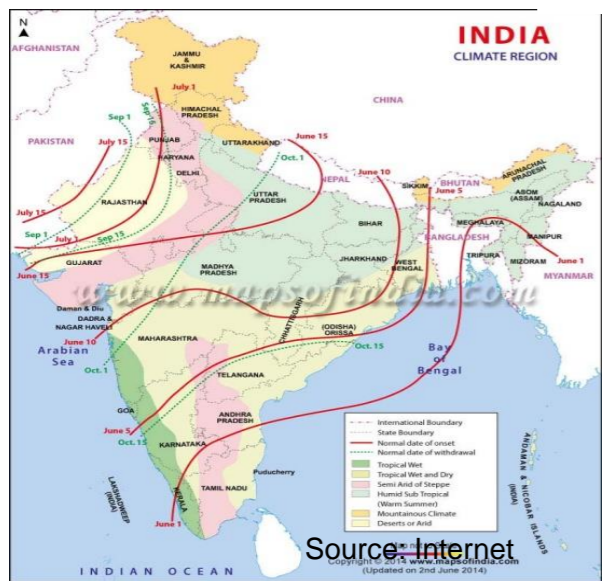 N
INDIA
CLIMATE REGION
AFGHANISTAN
JAMMU
&
KASHMIR
July 1
CHINA
HIMACHAL
PRADESH
Sep 1
Sep 15
June 15
PAKISTAN
July 15
PUNJAB
UTTARAKHAND
HARYANA
Oct. 1
June 10
NEPAL
DELHI
SIKKIM
BHUTAN
ARUNACHAL
PRADESH
June 5
July 15
RAJASTHAN
UTTAR
PRADESH
ASOM
(ASSAM)
NAGALAND
Sep 1
BIHAR
MEGHALAYA
July 1
Sep 15
BANGLADESH
MANIPUR
June 15
GUJARAT
MADHYA
PRADESH
JHARKHAND
WEST
BENGAL
TRIPURA
MIZORAM
June 1
MYANMAR
www.mapsofindia.com
Daman & Diu
DADRA &
NAGAR HAVELI
CHHATTISGARH
(ODISHA)
ORISSA
Arabian
Sea
June 10
Oct. 1
MAHARASHTRA
Oct.15
Bay
of
Bengal
TELANGANA
GOA
June 5
Oct. 15
ANDHRA
PRADESH
KARNATAKA
Puducherry
LAKSHADWEEP
(INDIA)
KERALA
TAMIL NADU
June 1
ANDAMAN & NICOBAR ISLANDS
(INDIA)
International Boundary
State Boundary
Normal date of onset
Normal date of withdrawal
Tropical Wet
Tropical Wet and Dry
Semi Arid of Steppe
Humid Sub Tropical
(Warm Summer)
Mountainous Climate
Deserts or Arid
Source: Internet
Copyright © 2014 www.mapsofindia.com
(Updated on 2nd June 2014)
INDIAN OCEAN